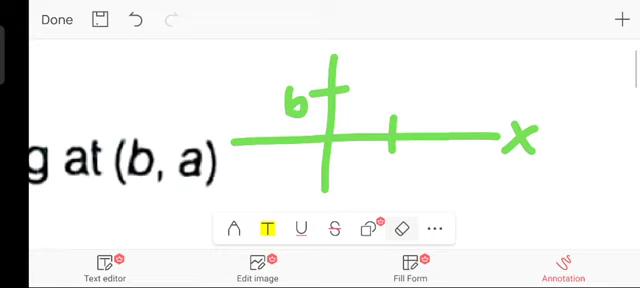 Done
b
g at (b, a)
X
T U S
Text editor Edit image Fill Form Annotation